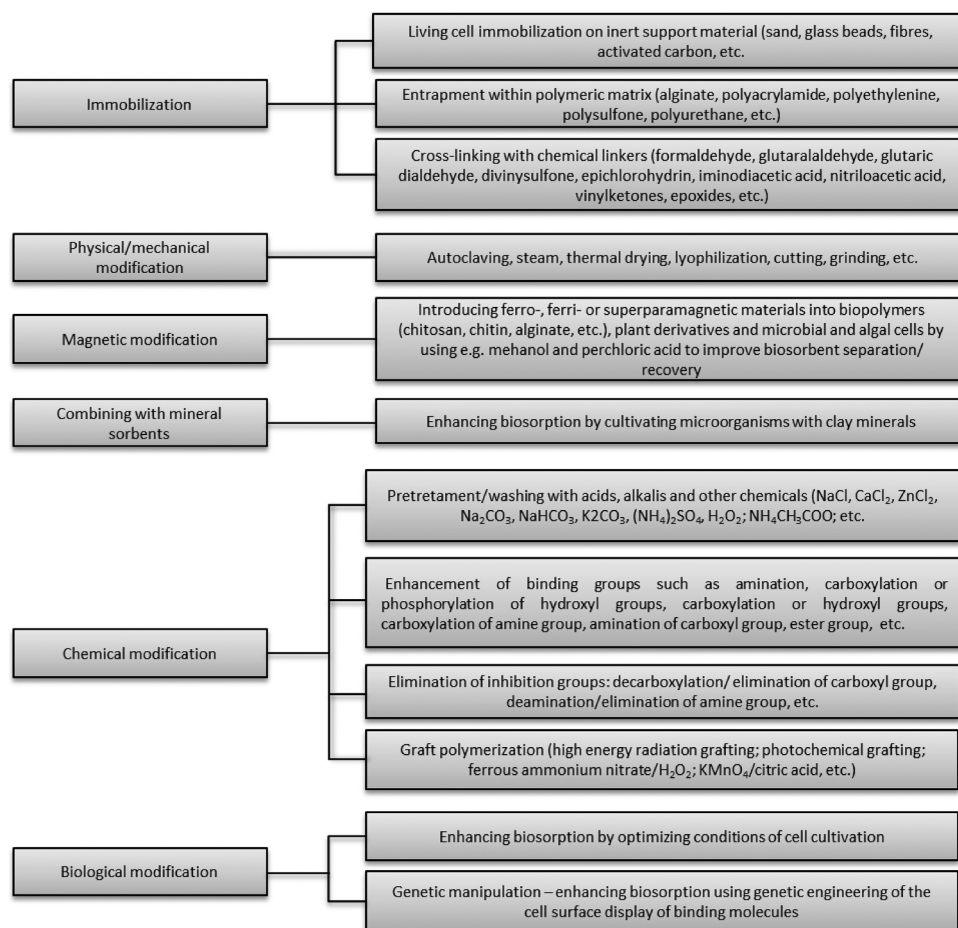 Living cell immobilization on inert support material (sand, glass beads, fibres,
activated carbon, etc.
Immobilization
Entrapment within polymeric matrix (alginate, polyacrylamide, polyethylenine,
polysulfone, polyurethane, etc.)
Cross-linking with chemical linkers (formaldehyde, glutaralaldehyde, glutaric
dialdehyde, divinysulfone, epichlorohydrin, iminodiacetic acid, nitriloacetic acid,
vinylketones, epoxides, etc.)
Physical/mechanical
modification
Autoclaving, steam, thermal drying, lyophilization, cutting, grinding, etc.
Magnetic modification
Introducing ferro-, ferri- or superparamagnetic materials into biopolymers
(chitosan, chitin, alginate, etc.), plant derivatives and microbial and algal cells by
using e.g. mehanol and perchloric acid to improve biosorbent separation/
recovery
Combining with mineral
sorbents
Enhancing biosorption by cultivating microorganisms with clay minerals
Chemical modification
Pretretament/washing with acids, alkalis and other chemicals (NaCl, CaCl₂, ZnCl₂,
Na₂CO₃, NaHCO₃, K2CO₃, (NH₄)₂SO₄, H₂O₂; NH₄CH₃COO; etc.
Enhancement of binding groups such as amination, carboxylation or
phosphorylation of hydroxyl groups, carboxylation or hydroxyl groups,
carboxylation of amine group, amination of carboxyl group, ester group, etc.
Elimination of inhibition groups: decarboxylation/ elimination of carboxyl group,
deamination/elimination of amine group, etc.
Graft polymerization (high energy radiation grafting; photochemical grafting;
ferrous ammonium nitrate/H₂O₂; KMnO₄/citric acid, etc.)
Biological modification
Enhancing biosorption by optimizing conditions of cell cultivation
Genetic manipulation – enhancing biosorption using genetic engineering of the
cell surface display of binding molecules